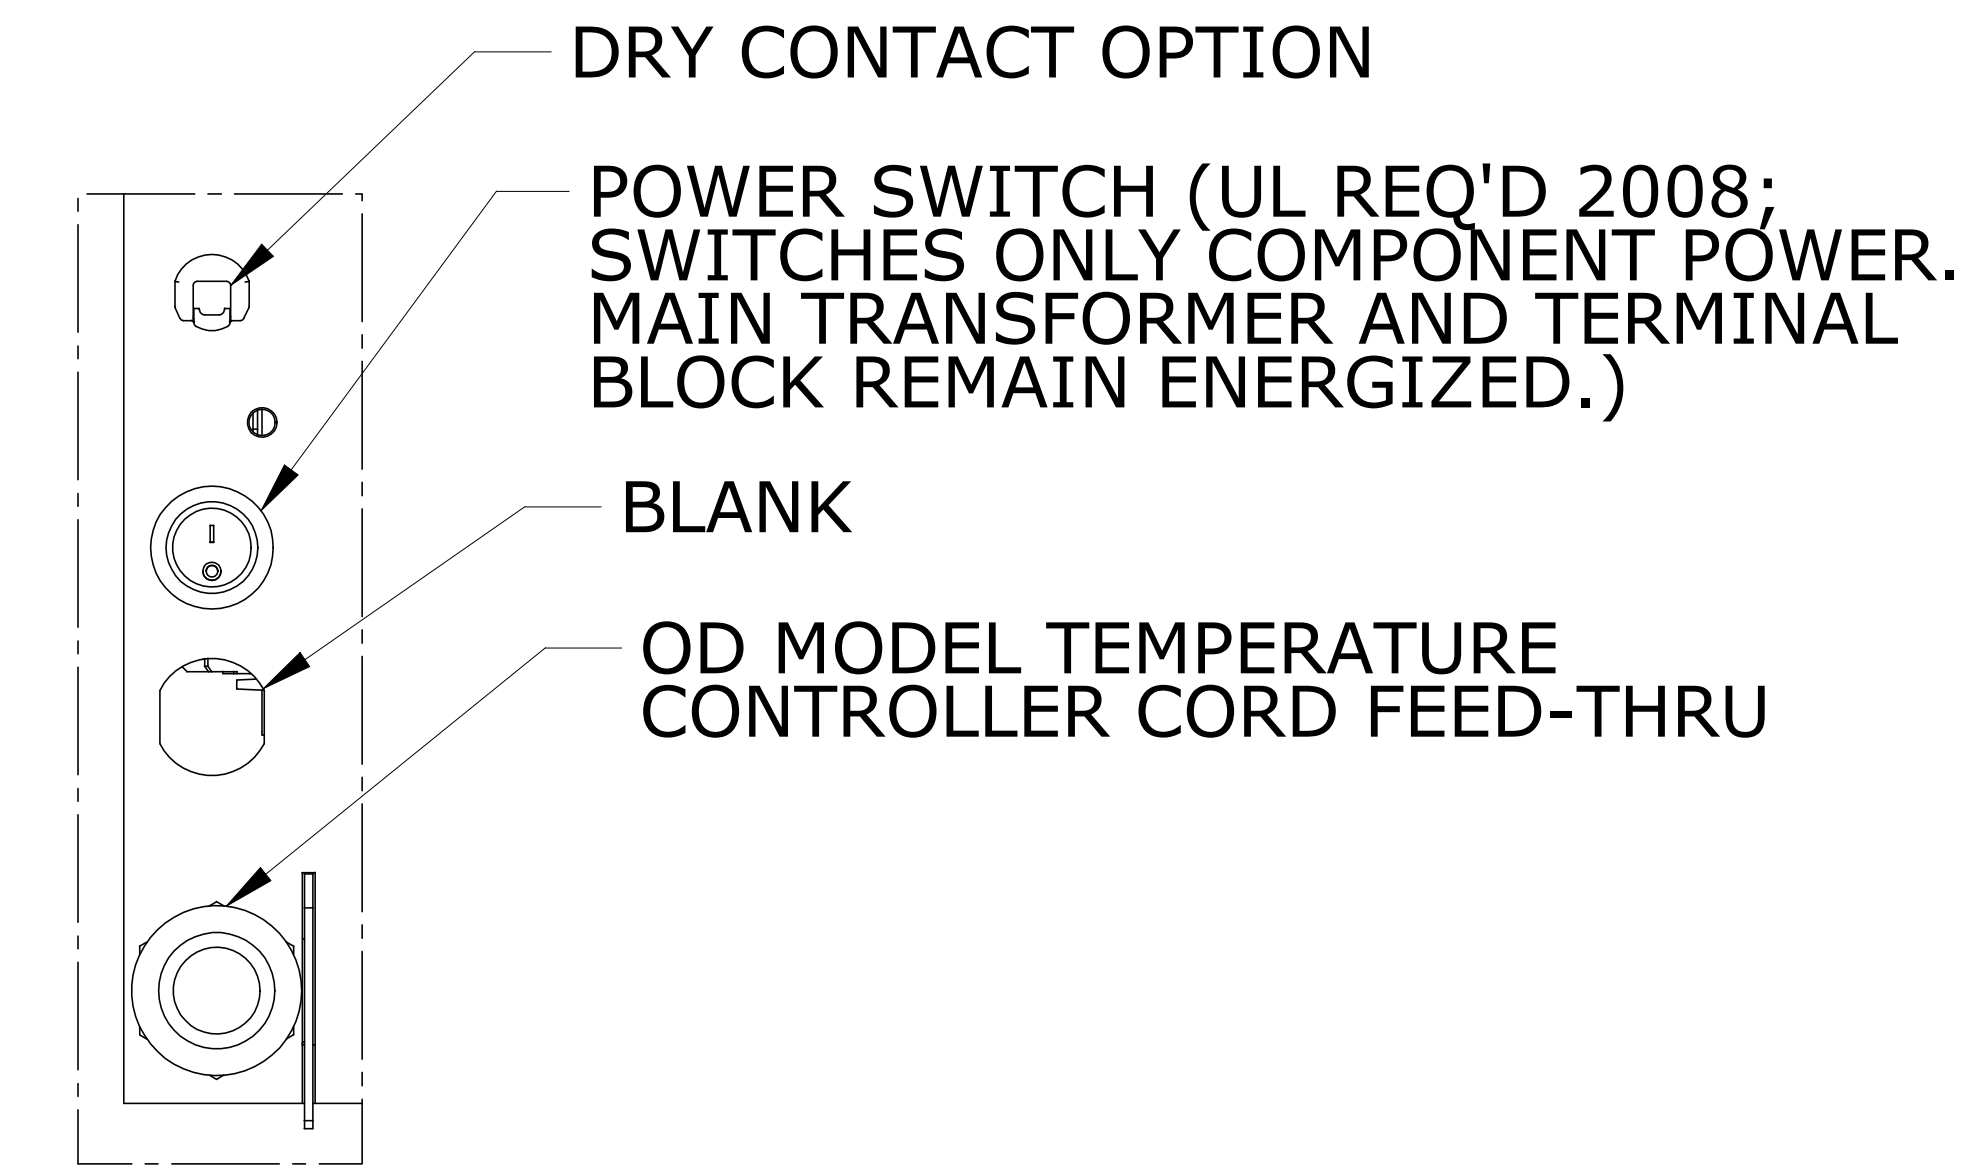 DRY CONTACT OPTION
POWER SWITCH (UL REQ'D 2008;
SWITCHES ONLY COMPONENT POWER.
MAIN TRANSFORMER AND TERMINAL
BLOCK REMAIN ENERGIZED.)
BLANK
OD MODEL TEMPERATURE
CONTROLLER CORD FEED-THRU